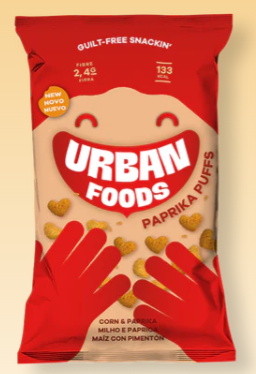 GUILT-FREE SNACKIN'
FIBRE
2,4g
FIBRA
133
KCAL
NEW
NOVO
NUEVO
URBAN
FOODS
PAPRIKA PUFFS
CORN & PAPRIKA
MILHO E PAPRIKA
MAÍZ CON PIMENTÓN